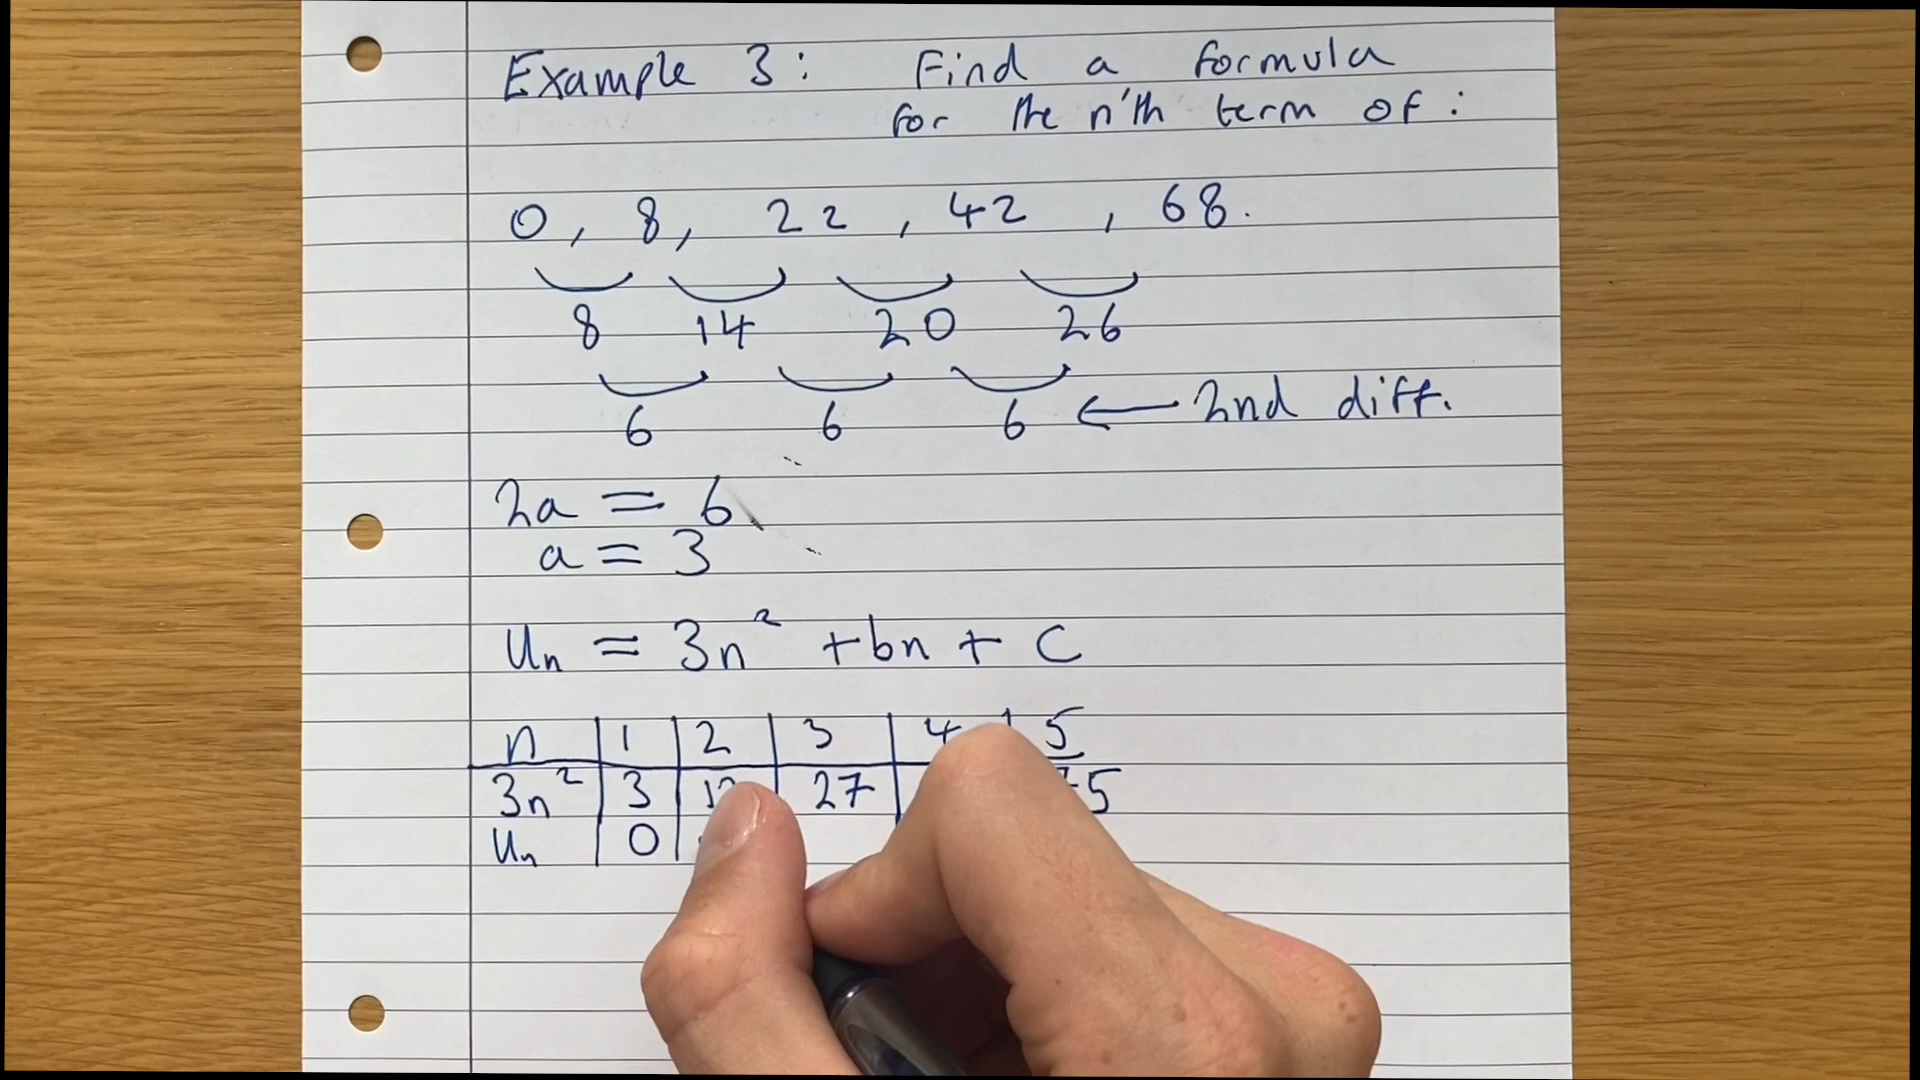 Example 3: Find a formula
for the n'th term of:
0, 8, 22, 42, 68.
8 14 20 26
6 6 6 ← 2nd diff.
2a = 6
a = 3
Un = 3n² + bn + c
n 1 2 3 4 5
3n² 3 27
Un 0